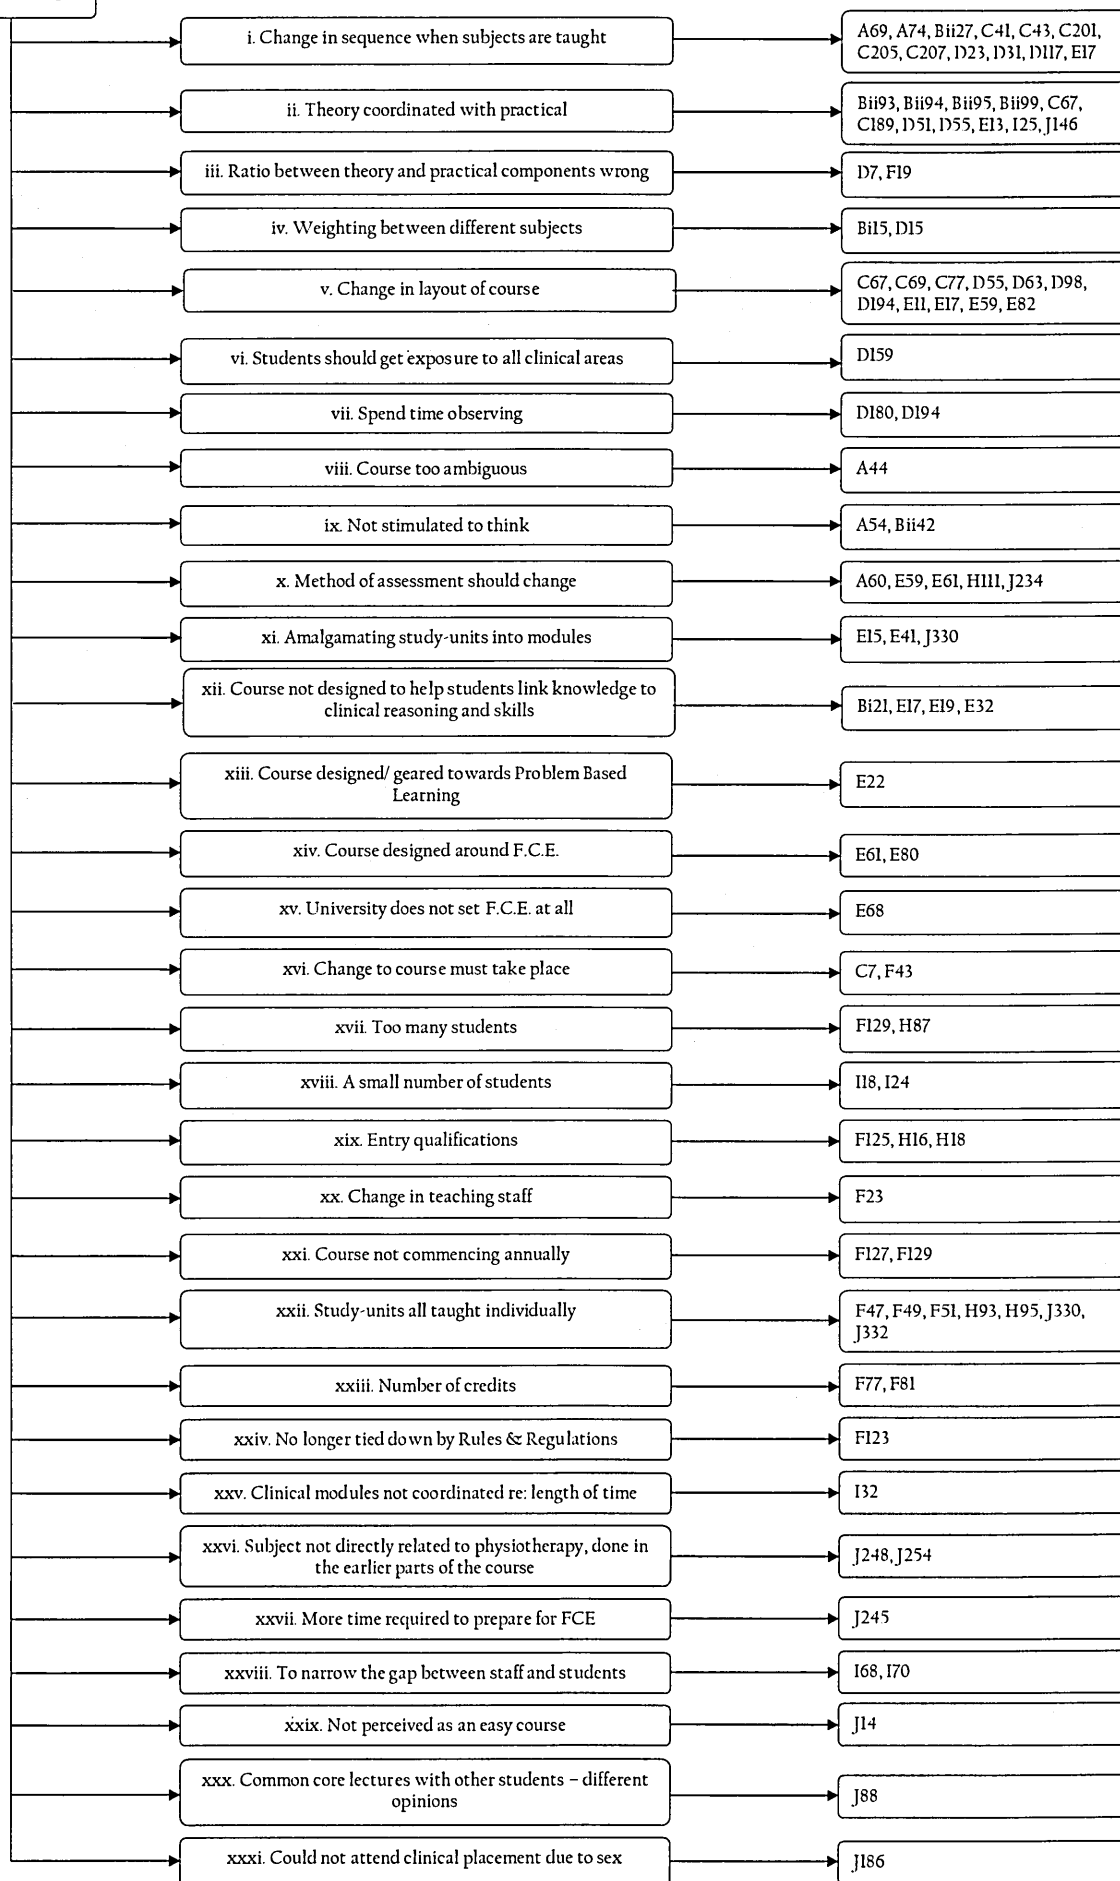 i. Change in sequence when subjects are taught
A69, A74, Bii27, C41, C43, C201,
C205, C207, D23, D31, D117, E17
ii. Theory coordinated with practical
Bii93, Bii94, Bii95, Bii99, C67,
C189, D51, D55, E13, I25, J146
iii. Ratio between theory and practical components wrong
D7, F19
iv. Weighting between different subjects
Bi15, D15
v. Change in layout of course
C67, C69, C77, D55, D63, D98,
D194, E11, E17, E59, E82
vi. Students should get exposure to all clinical areas
D159
vii. Spend time observing
D180, D194
viii. Course too ambiguous
A44
ix. Not stimulated to think
A54, Bii42
x. Method of assessment should change
A60, E59, E61, H111, J234
xi. Amalgamating study-units into modules
E15, E41, J330
xii. Course not designed to help students link knowledge to
clinical reasoning and skills
Bi21, E17, E19, E32
xiii. Course designed/ geared towards Problem Based
Learning
E22
xiv. Course designed around F.C.E.
E61, E80
xv. University does not set F.C.E. at all
E68
xvi. Change to course must take place
C7, F43
xvii. Too many students
F129, H87
xviii. A small number of students
I18, I24
xix. Entry qualifications
F125, H16, H18
xx. Change in teaching staff
F23
xxi. Course not commencing annually
F127, F129
xxii. Study-units all taught individually
F47, F49, F51, H93, H95, J330,
J332
xxiii. Number of credits
F77, F81
xxiv. No longer tied down by Rules & Regulations
F123
xxv. Clinical modules not coordinated re: length of time
I32
xxvi. Subject not directly related to physiotherapy, done in
the earlier parts of the course
J248, J254
xxvii. More time required to prepare for FCE
J245
xxviii. To narrow the gap between staff and students
I68, I70
xxix. Not perceived as an easy course
J14
xxx. Common core lectures with other students – different
opinions
J88
xxxi. Could not attend clinical placement due to sex
J186